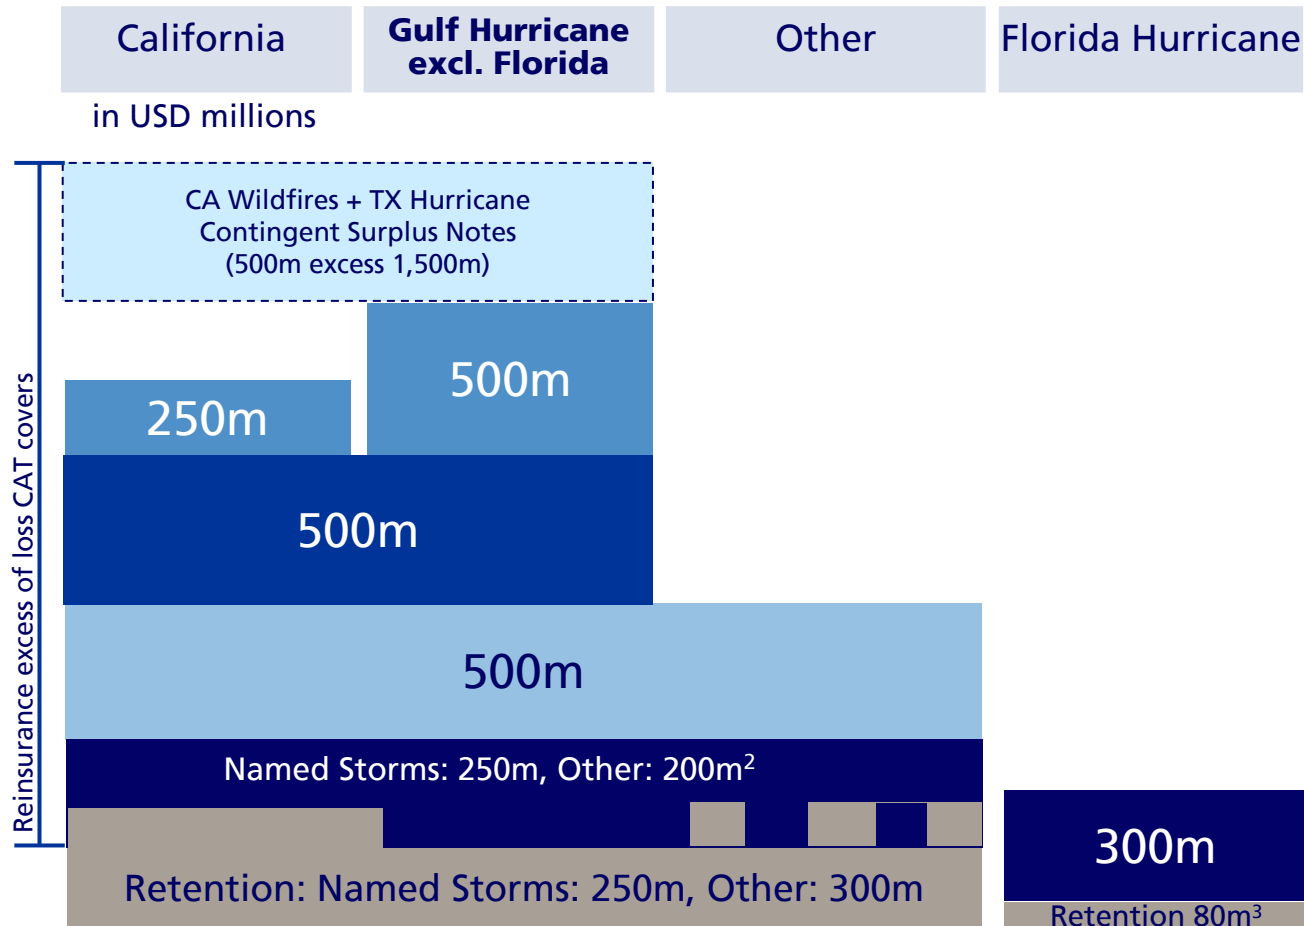 California
Gulf Hurricane
excl. Florida
Other
Florida Hurricane
in USD millions
Reinsurance excess of loss CAT covers
CA Wildfires + TX Hurricane
Contingent Surplus Notes
(500m excess 1,500m)
250m
500m
500m
500m
Named Storms: 250m, Other: 200m²
Retention: Named Storms: 250m, Other: 300m
300m
Retention 80m³